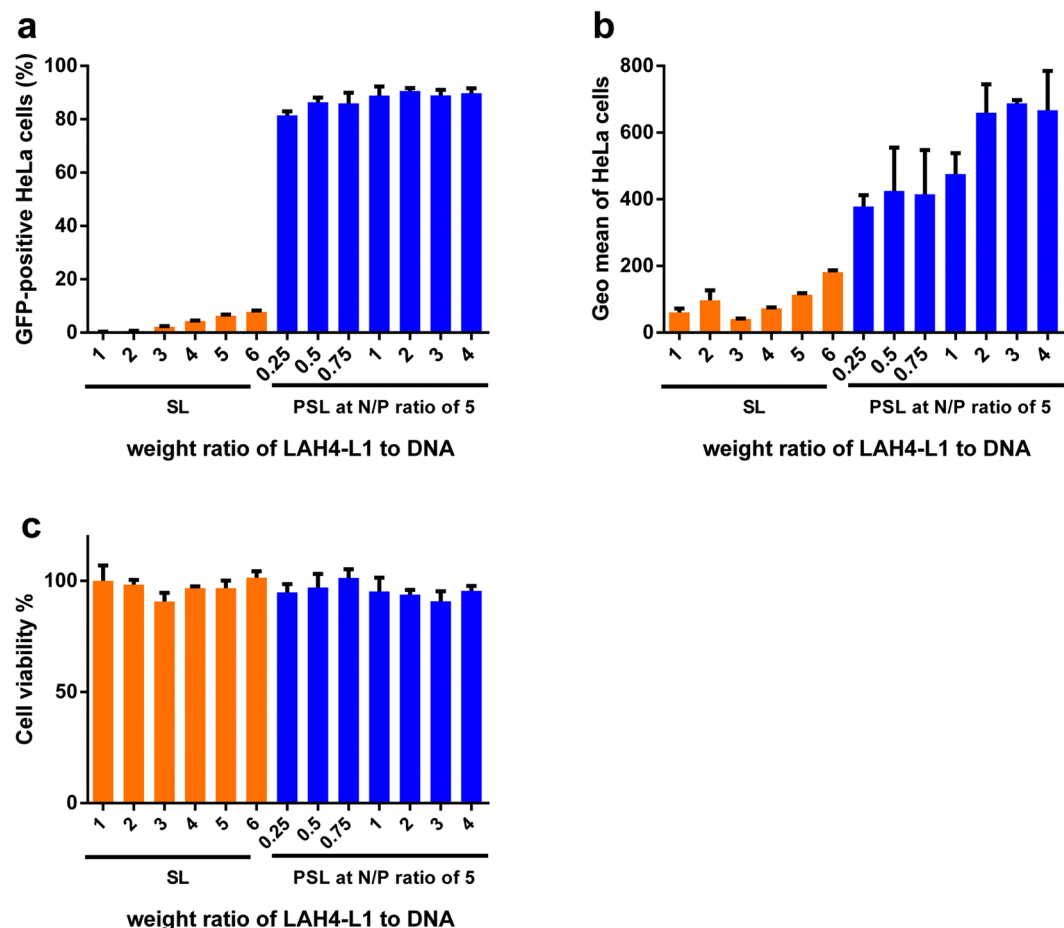 a
GFP-positive HeLa cells (%)
100
80
60
40
20
0
1 2 3 4 5 6 0.25 0.5 0.75 1 2 3 4
SL PSL at N/P ratio of 5
weight ratio of LAH4-L1 to DNA
b
Geo mean of HeLa cells
800
600
400
200
0
1 2 3 4 5 6 0.25 0.5 0.75 1 2 3 4
SL PSL at N/P ratio of 5
weight ratio of LAH4-L1 to DNA
c
Cell viability %
100
50
0
1 2 3 4 5 6 0.25 0.5 0.75 1 2 3 4
SL PSL at N/P ratio of 5
weight ratio of LAH4-L1 to DNA